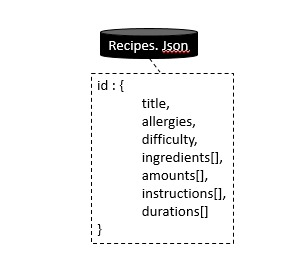 Recipes. Json
id : {
title,
allergies,
difficulty,
ingredients[],
amounts[],
instructions[],
durations[]
}